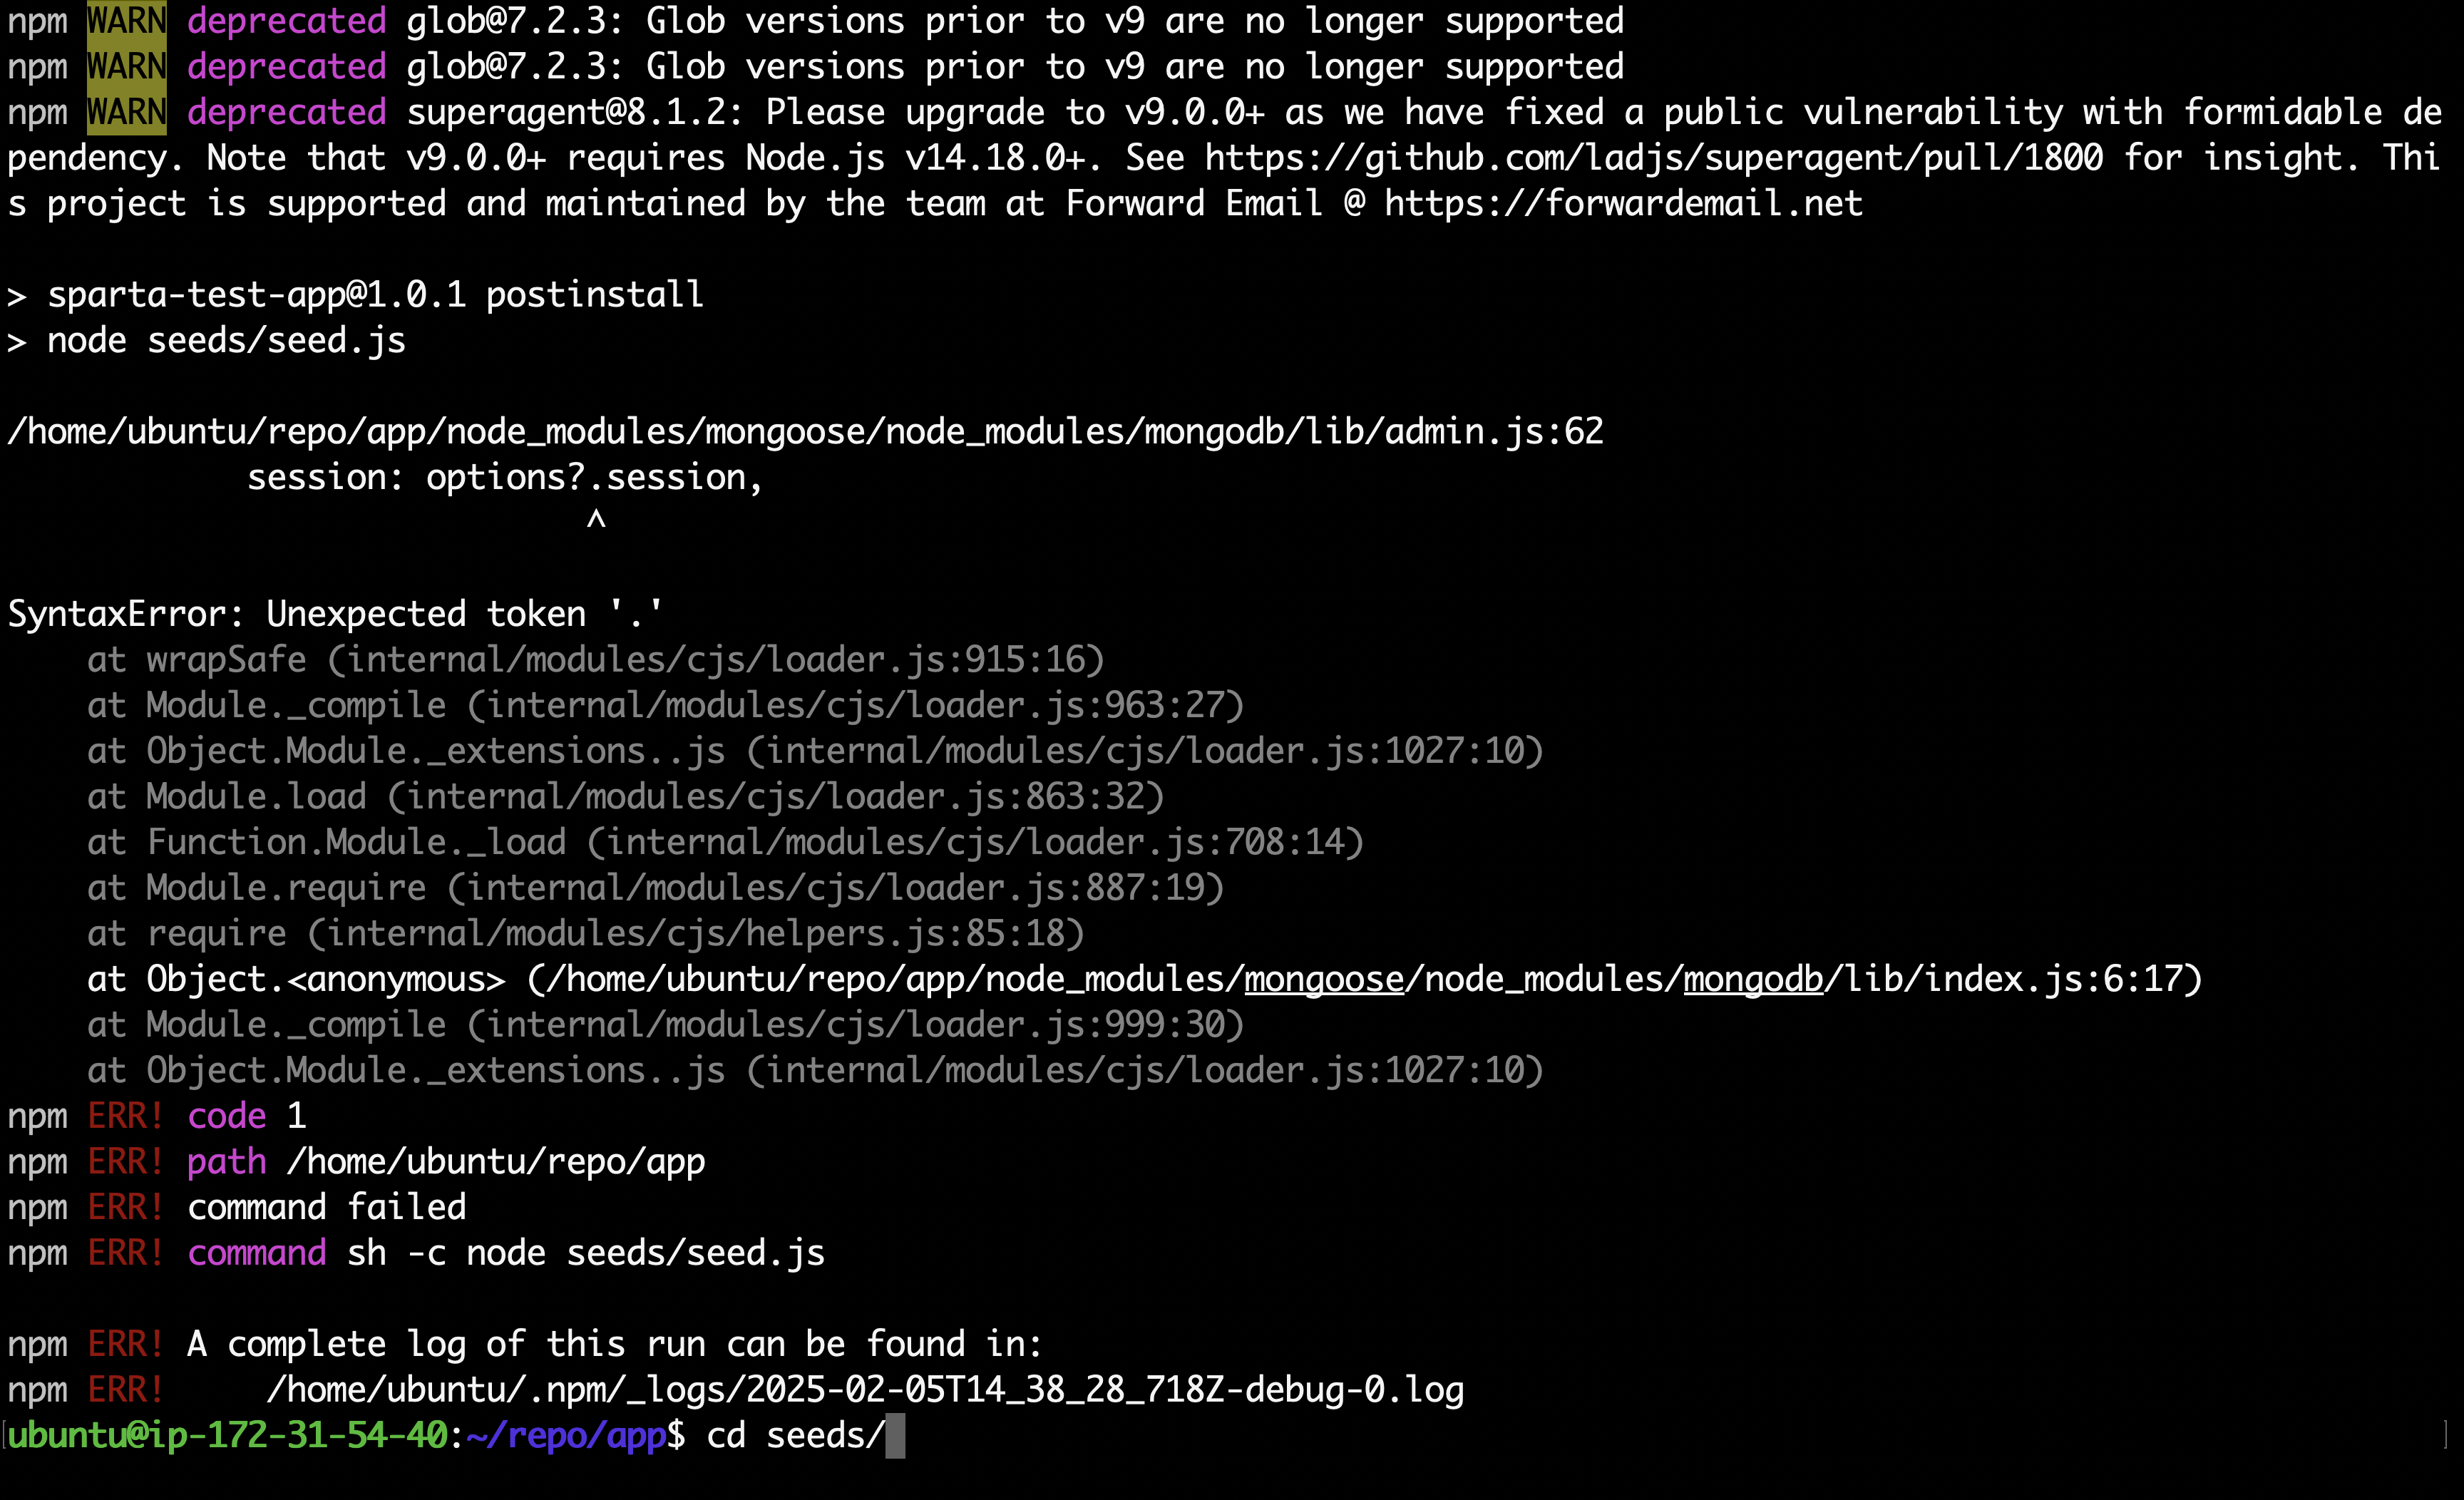 npm WARN deprecated glob@7.2.3: Glob versions prior to v9 are no longer supported
npm WARN deprecated glob@7.2.3: Glob versions prior to v9 are no longer supported
npm WARN deprecated superagent@8.1.2: Please upgrade to v9.0.0+ as we have fixed a public vulnerability with formidable de
pendency. Note that v9.0.0+ requires Node.js v14.18.0+. See https://github.com/ladjs/superagent/pull/1800 for insight. Thi
s project is supported and maintained by the team at Forward Email @ https://forwardemail.net

> sparta-test-app@1.0.1 postinstall
> node seeds/seed.js

/home/ubuntu/repo/app/node_modules/mongoose/node_modules/mongodb/lib/admin.js:62
            session: options?.session,
                             ^

SyntaxError: Unexpected token '.'
    at wrapSafe (internal/modules/cjs/loader.js:915:16)
    at Module._compile (internal/modules/cjs/loader.js:963:27)
    at Object.Module._extensions..js (internal/modules/cjs/loader.js:1027:10)
    at Module.load (internal/modules/cjs/loader.js:863:32)
    at Function.Module._load (internal/modules/cjs/loader.js:708:14)
    at Module.require (internal/modules/cjs/loader.js:887:19)
    at require (internal/modules/cjs/helpers.js:85:18)
    at Object.<anonymous> (/home/ubuntu/repo/app/node_modules/mongoose/node_modules/mongodb/lib/index.js:6:17)
    at Module._compile (internal/modules/cjs/loader.js:999:30)
    at Object.Module._extensions..js (internal/modules/cjs/loader.js:1027:10)
npm ERR! code 1
npm ERR! path /home/ubuntu/repo/app
npm ERR! command failed
npm ERR! command sh -c node seeds/seed.js

npm ERR! A complete log of this run can be found in:
npm ERR!     /home/ubuntu/.npm/_logs/2025-02-05T14_38_28_718Z-debug-0.log
[ubuntu@ip-172-31-54-40:~/repo/app$ cd seeds/ ]